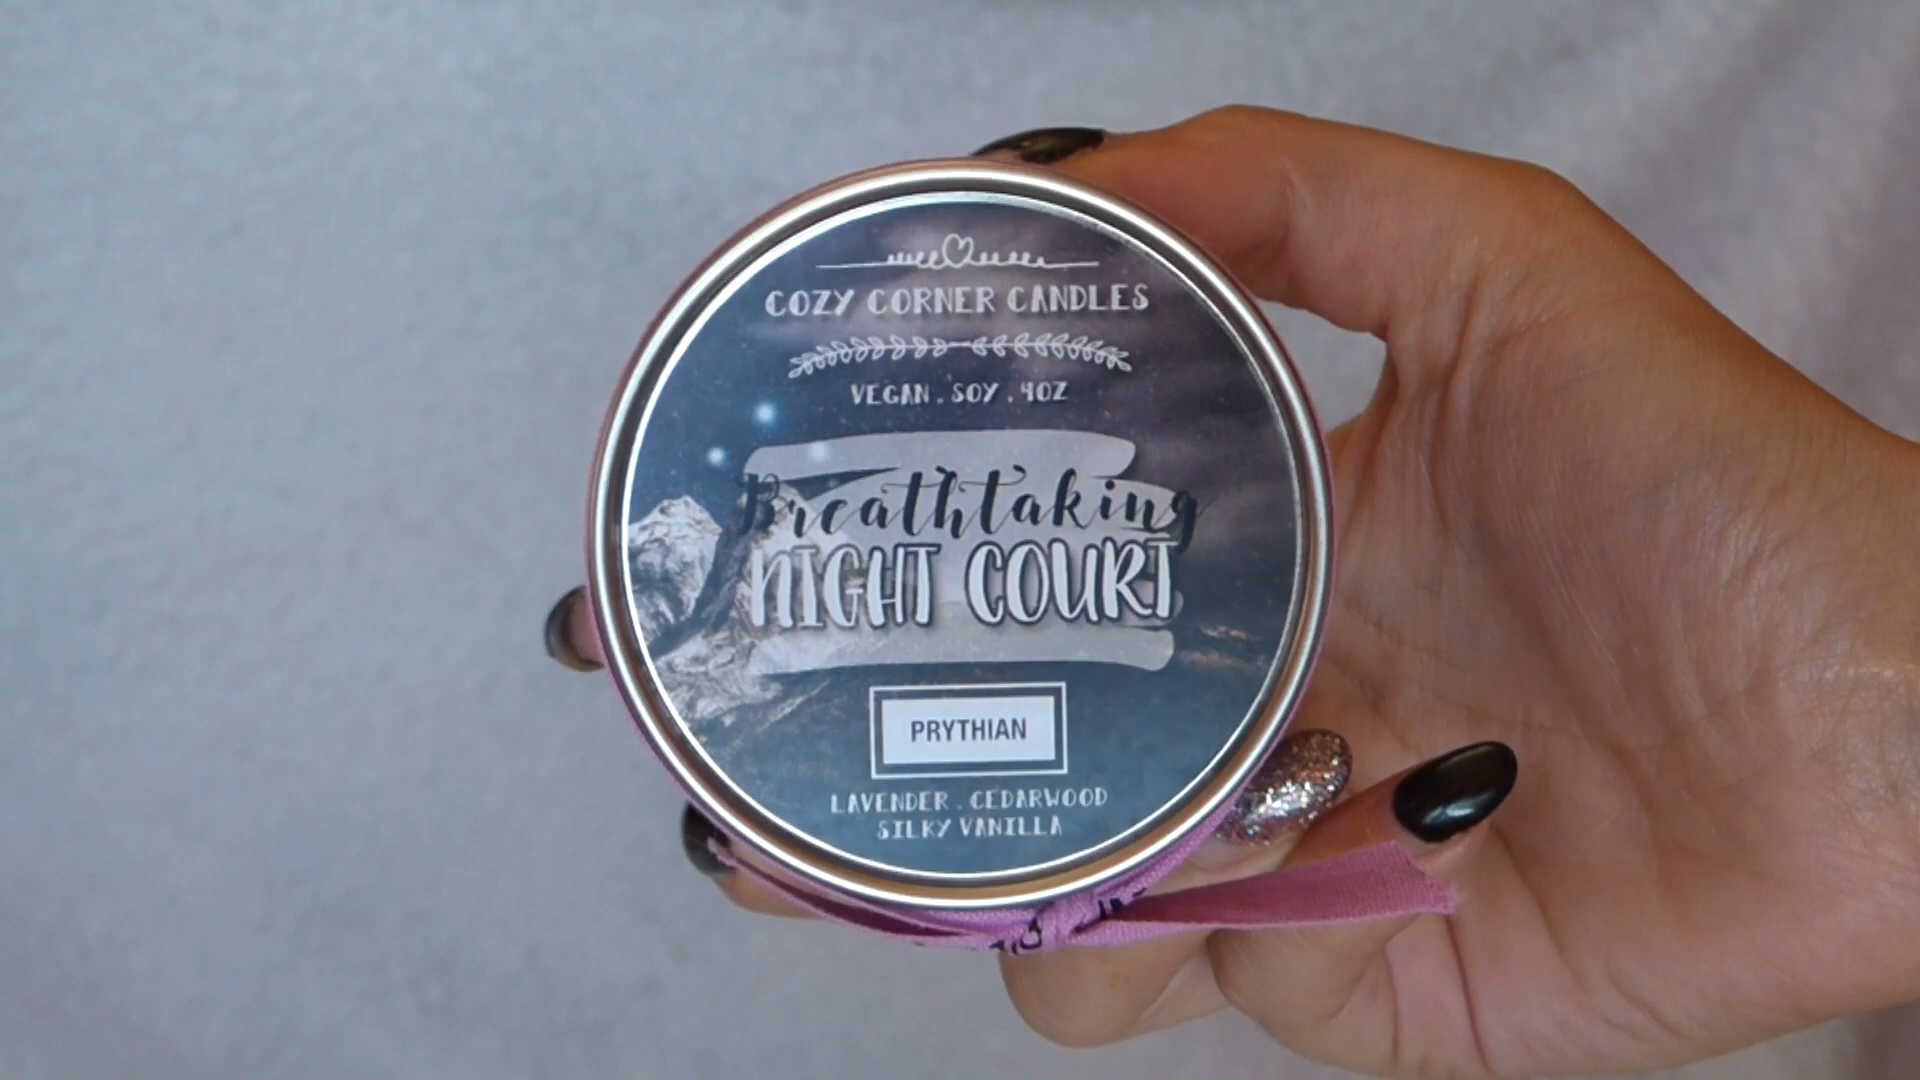 COZY CORNER CANDLES
VEGAN . SOY . 4OZ
Breathtaking
NIGHT COURT
PRYTHIAN
LAVENDER . CEDARWOOD
SILKY VANILLA